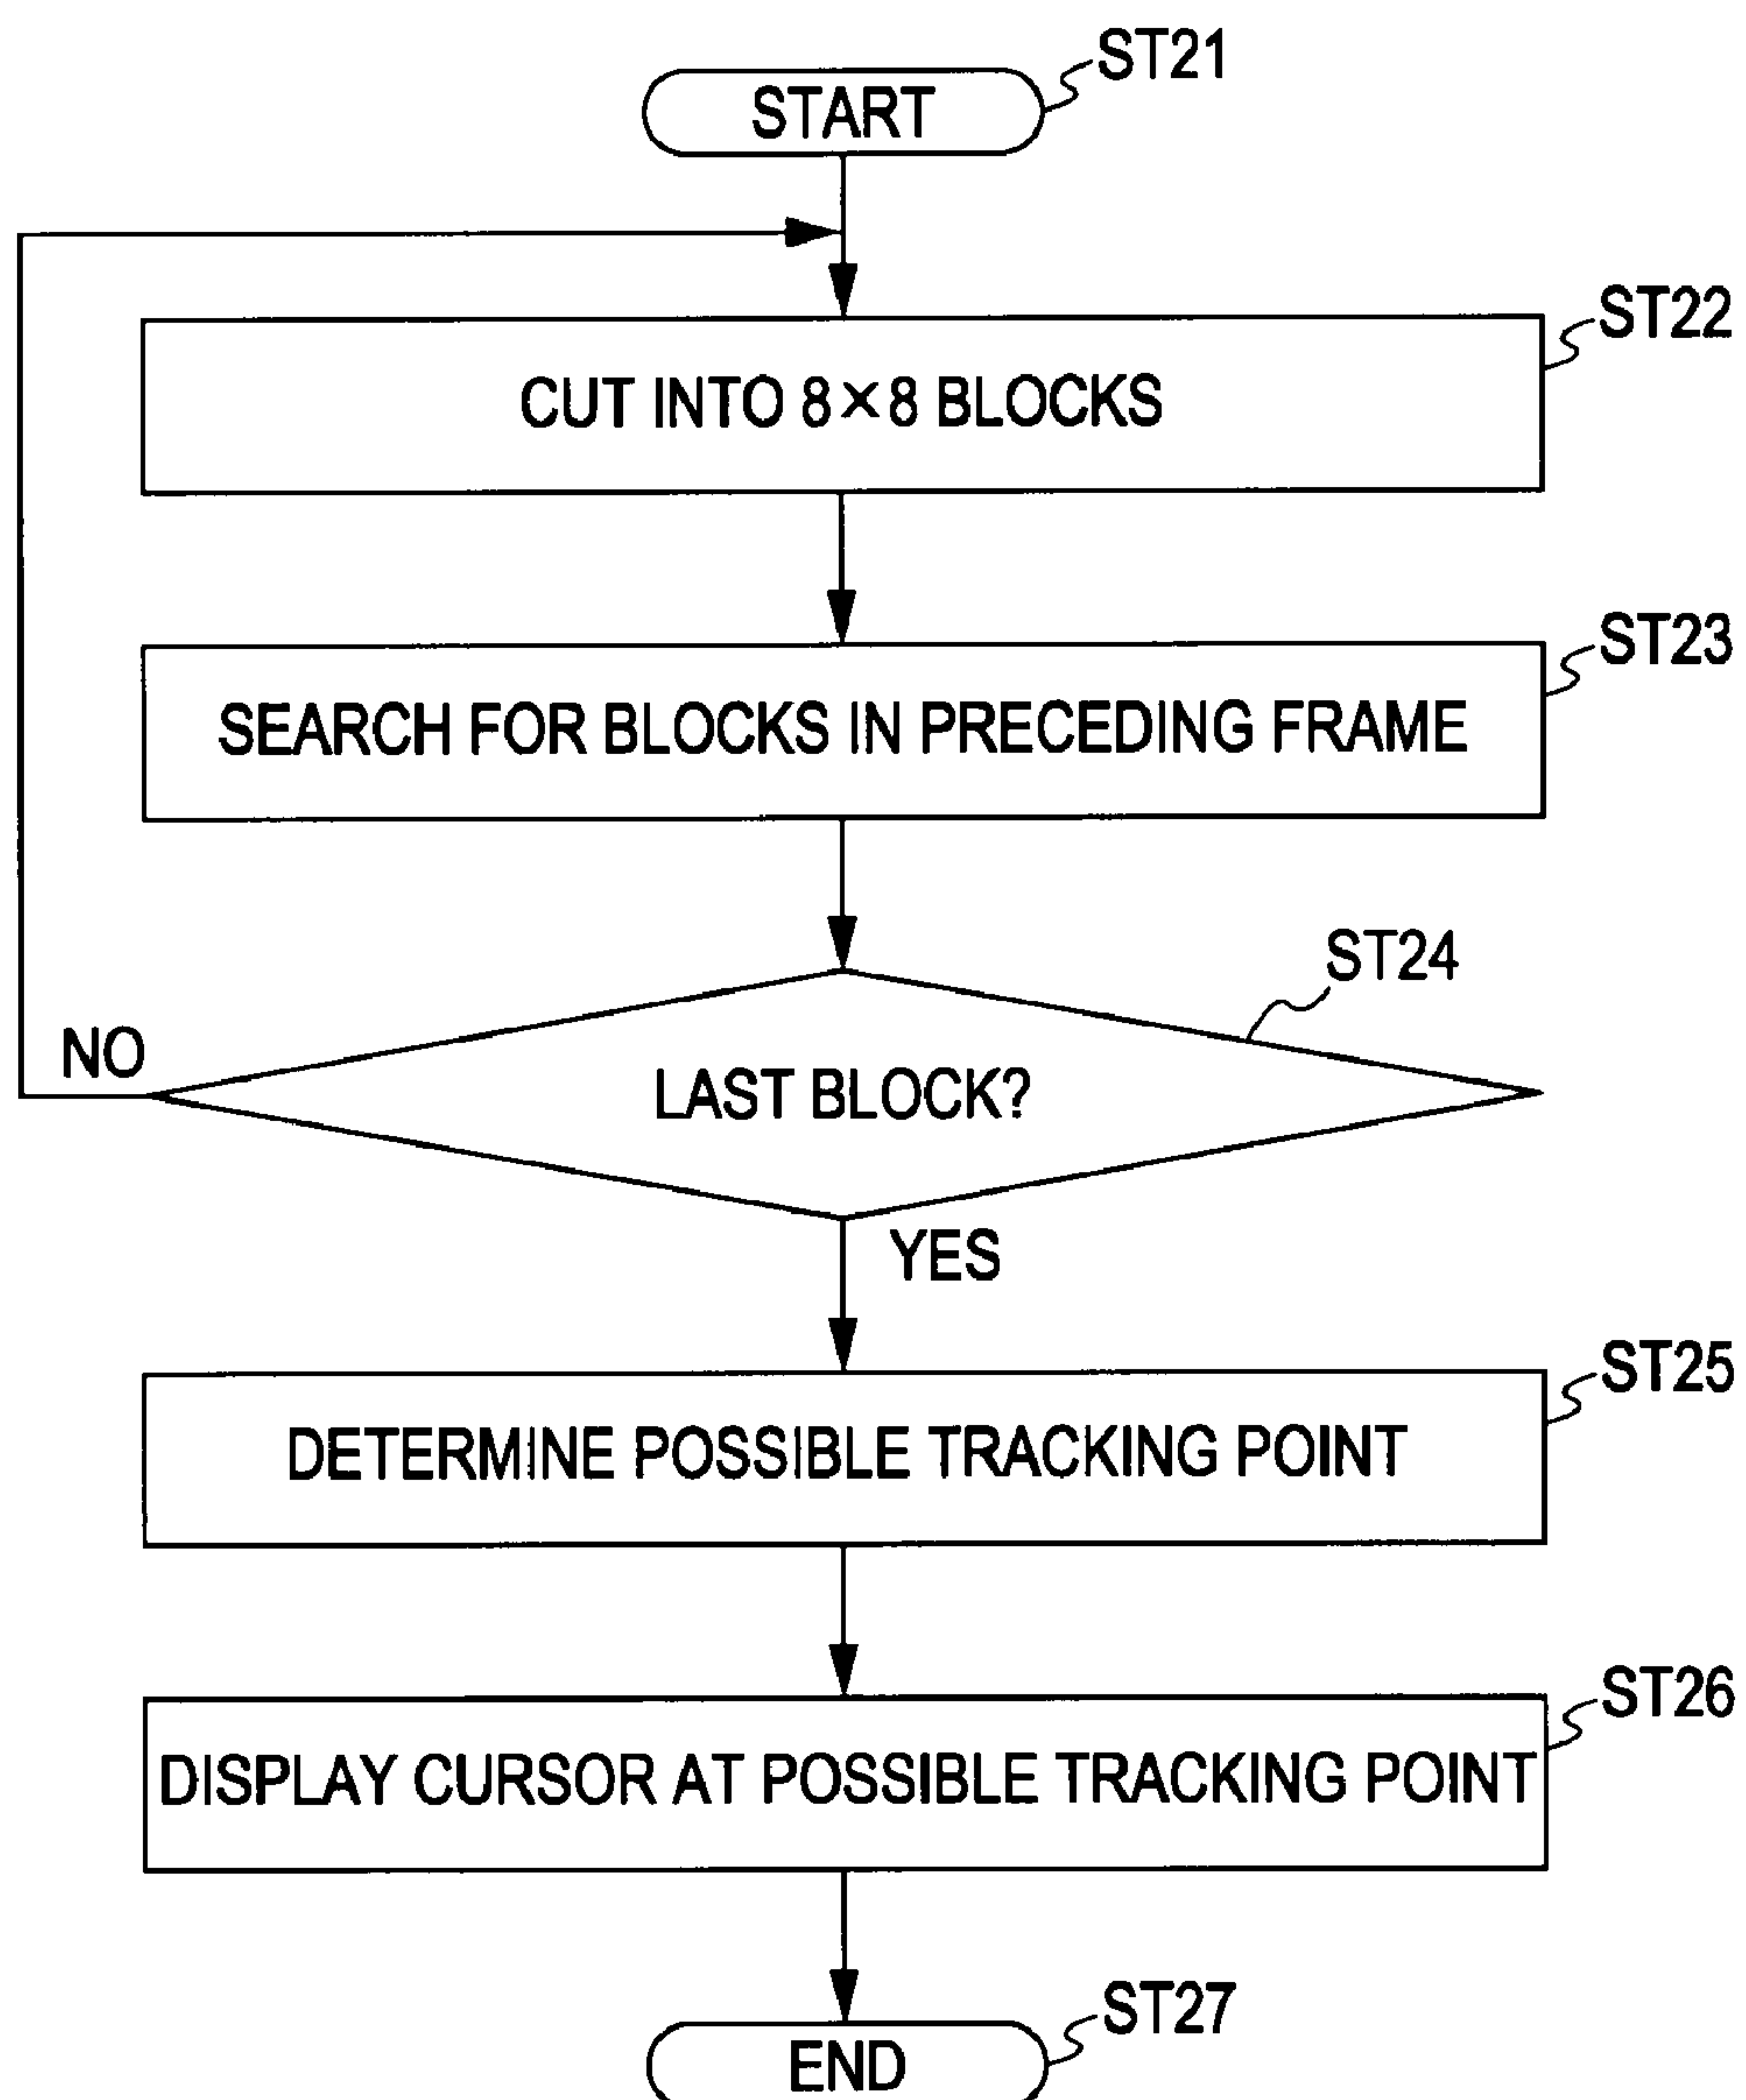 ST21
START
ST22
CUT INTO 8×8 BLOCKS
ST23
SEARCH FOR BLOCKS IN PRECEDING FRAME
ST24
NO
LAST BLOCK?
YES
ST25
DETERMINE POSSIBLE TRACKING POINT
ST26
DISPLAY CURSOR AT POSSIBLE TRACKING POINT
ST27
END